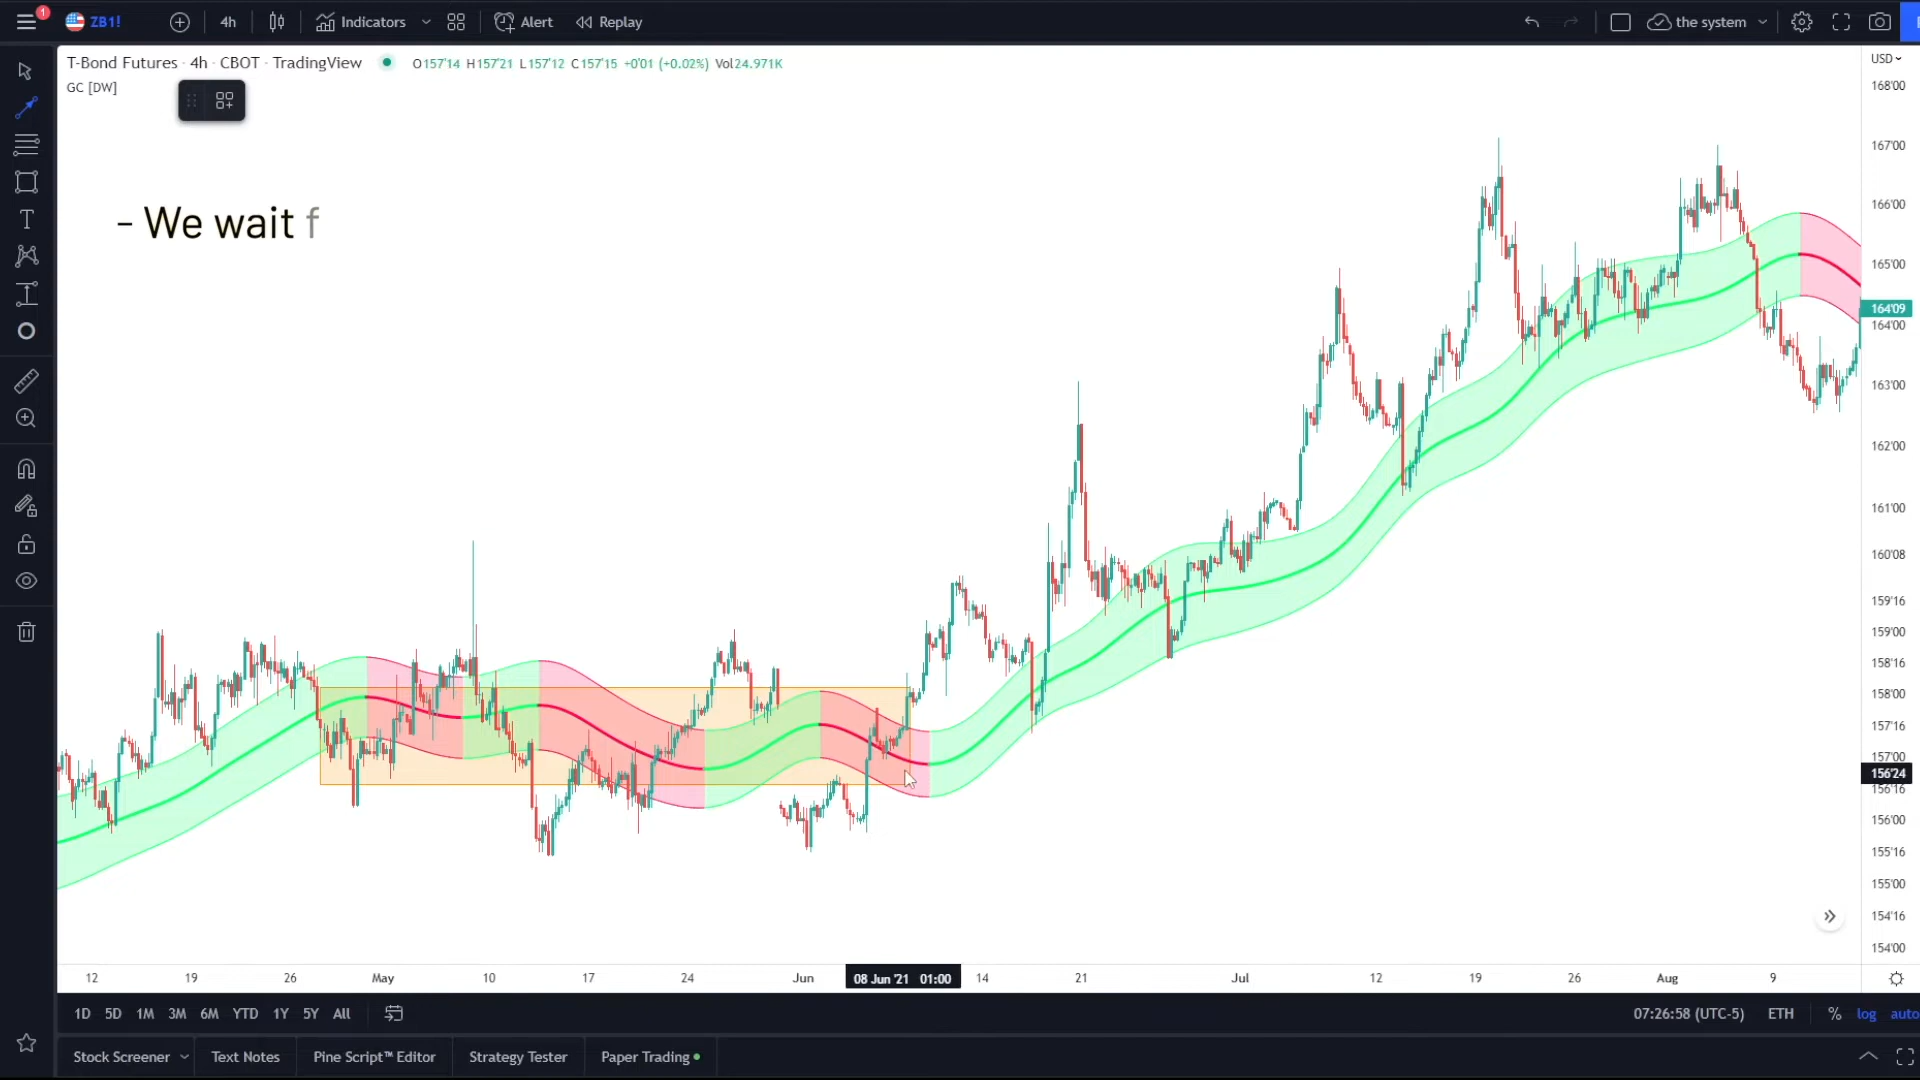 1
ZB1!
4h
Indicators
Alert
Replay
the system
T-Bond Futures · 4h · CBOT · TradingView
O157'14 H157'21 L157'12 C157'15 +0'01 (+0.02%) Vol24.971K
GC [DW]
USD
- We wait f
168'00
167'00
166'00
165'00
164'09
164'00
163'00
162'00
161'00
160'08
159'16
159'00
158'16
158'00
157'16
157'00
156'24
156'16
156'00
155'16
155'00
154'16
154'00
12 19 26 May 10 17 24 Jun 08 Jun '21 01:00 14 21 Jul 12 19 26 Aug 9
1D 5D 1M 3M 6M YTD 1Y 5Y All
07:26:58 (UTC-5) ETH % log auto
Stock Screener Text Notes Pine Script™ Editor Strategy Tester Paper Trading